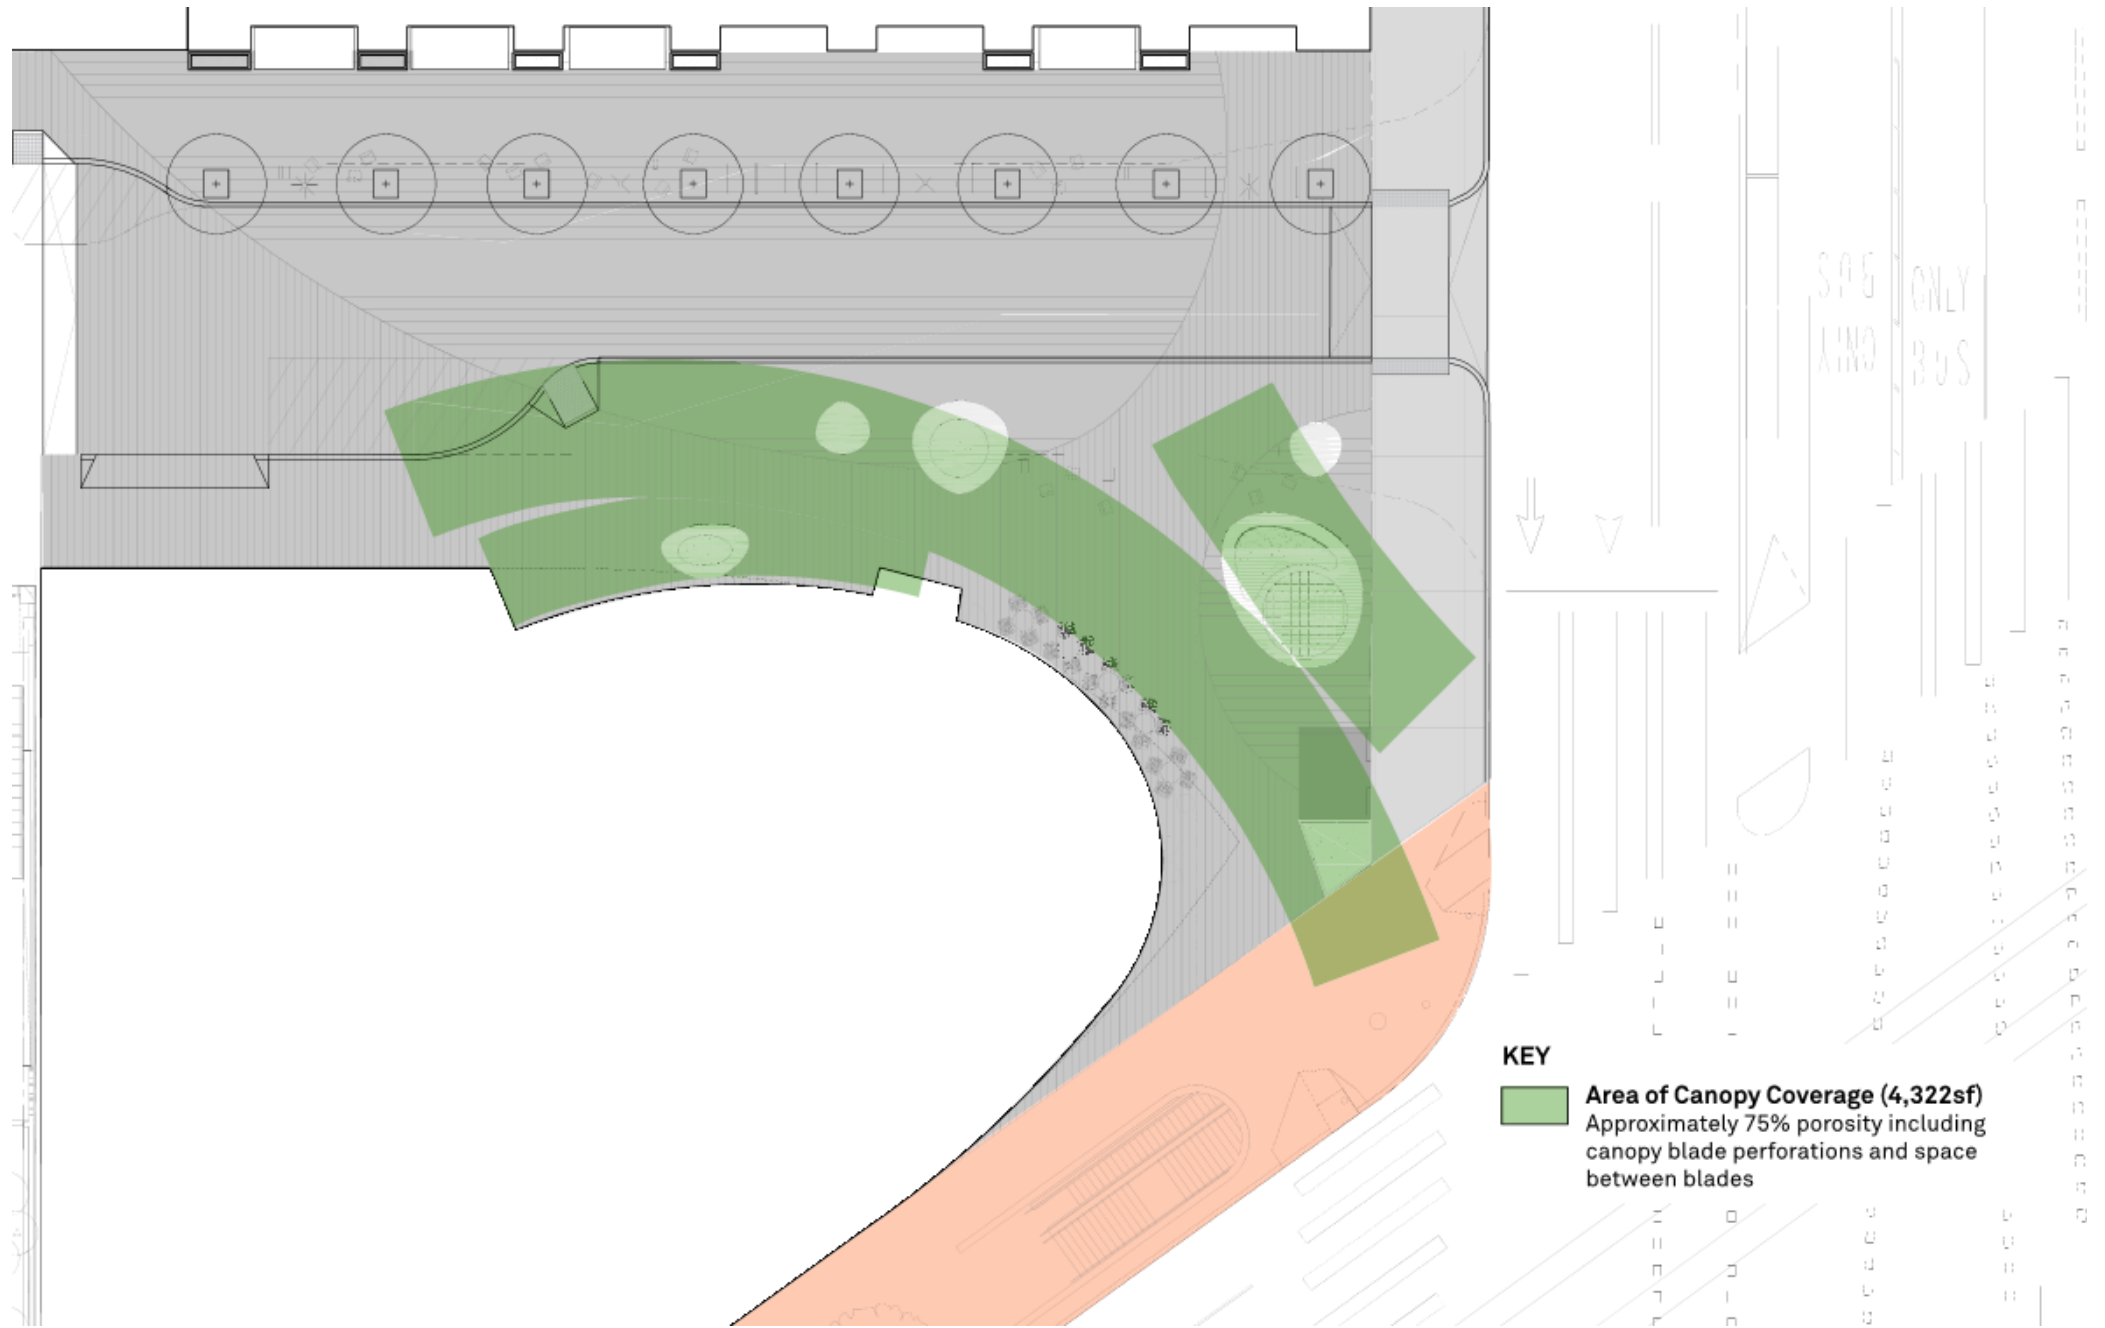 BUS
ONLY
ONLY
BUS
KEY
Area of Canopy Coverage (4,322sf)
Approximately 75% porosity including
canopy blade perforations and space
between blades